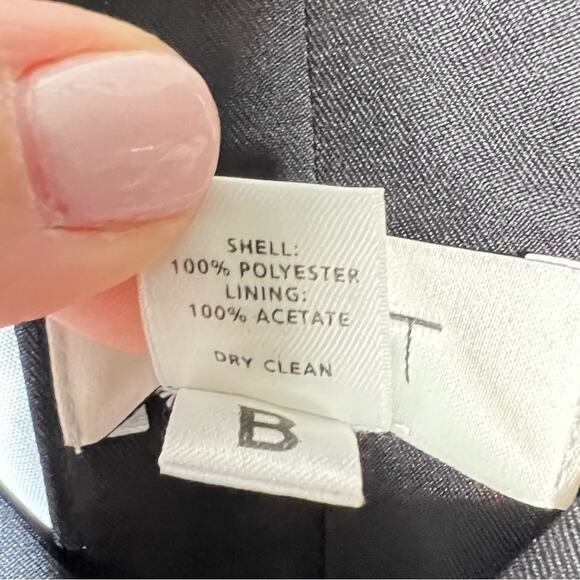 SHELL:
100% POLYESTER
LINING:
100% ACETATE
DRY CLEAN
B
T